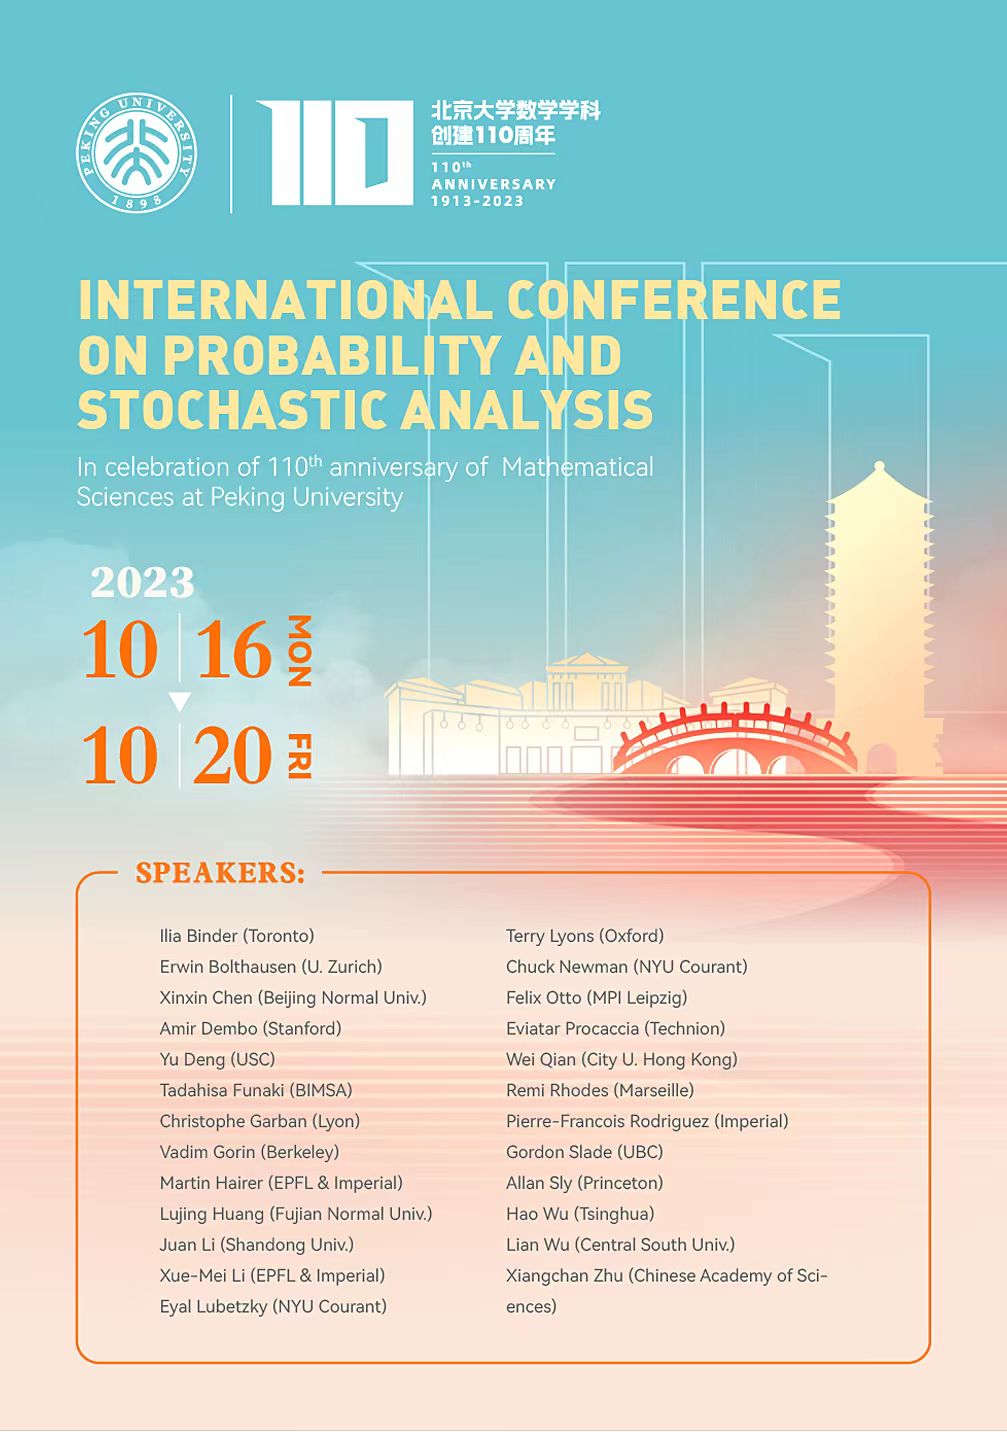 PEKING UNIVERSITY
1898
110
北京大学数学学科
创建110周年
110th
ANNIVERSARY
1913-2023
INTERNATIONAL CONFERENCE
ON PROBABILITY AND
STOCHASTIC ANALYSIS
In celebration of 110th anniversary of Mathematical
Sciences at Peking University
2023
10 16 MON
10 20 FRI
SPEAKERS:
Ilia Binder (Toronto)
Erwin Bolthausen (U. Zurich)
Xinxin Chen (Beijing Normal Univ.)
Amir Dembo (Stanford)
Yu Deng (USC)
Tadahisa Funaki (BIMSA)
Christophe Garban (Lyon)
Vadim Gorin (Berkeley)
Martin Hairer (EPFL & Imperial)
Lujing Huang (Fujian Normal Univ.)
Juan Li (Shandong Univ.)
Xue-Mei Li (EPFL & Imperial)
Eyal Lubetzky (NYU Courant)
Terry Lyons (Oxford)
Chuck Newman (NYU Courant)
Felix Otto (MPI Leipzig)
Eviatar Procaccia (Technion)
Wei Qian (City U. Hong Kong)
Remi Rhodes (Marseille)
Pierre-Francois Rodriguez (Imperial)
Gordon Slade (UBC)
Allan Sly (Princeton)
Hao Wu (Tsinghua)
Lian Wu (Central South Univ.)
Xiangchan Zhu (Chinese Academy of Sci-
ences)